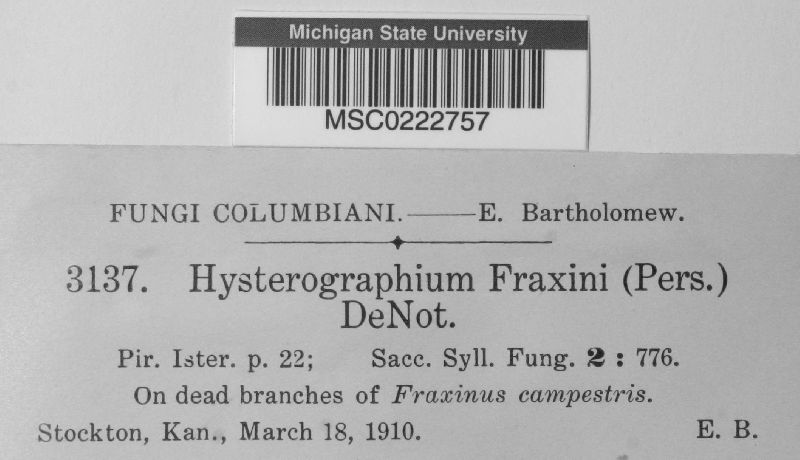 Michigan State University
MSC0222757
FUNGI COLUMBIANI.——E. Bartholomew.
3137. Hysterographium Fraxini (Pers.)
DeNot.
Pir. Ister. p. 22; Sacc. Syll. Fung. 2 : 776.
On dead branches of Fraxinus campestris.
Stockton, Kan., March 18, 1910. E. B.